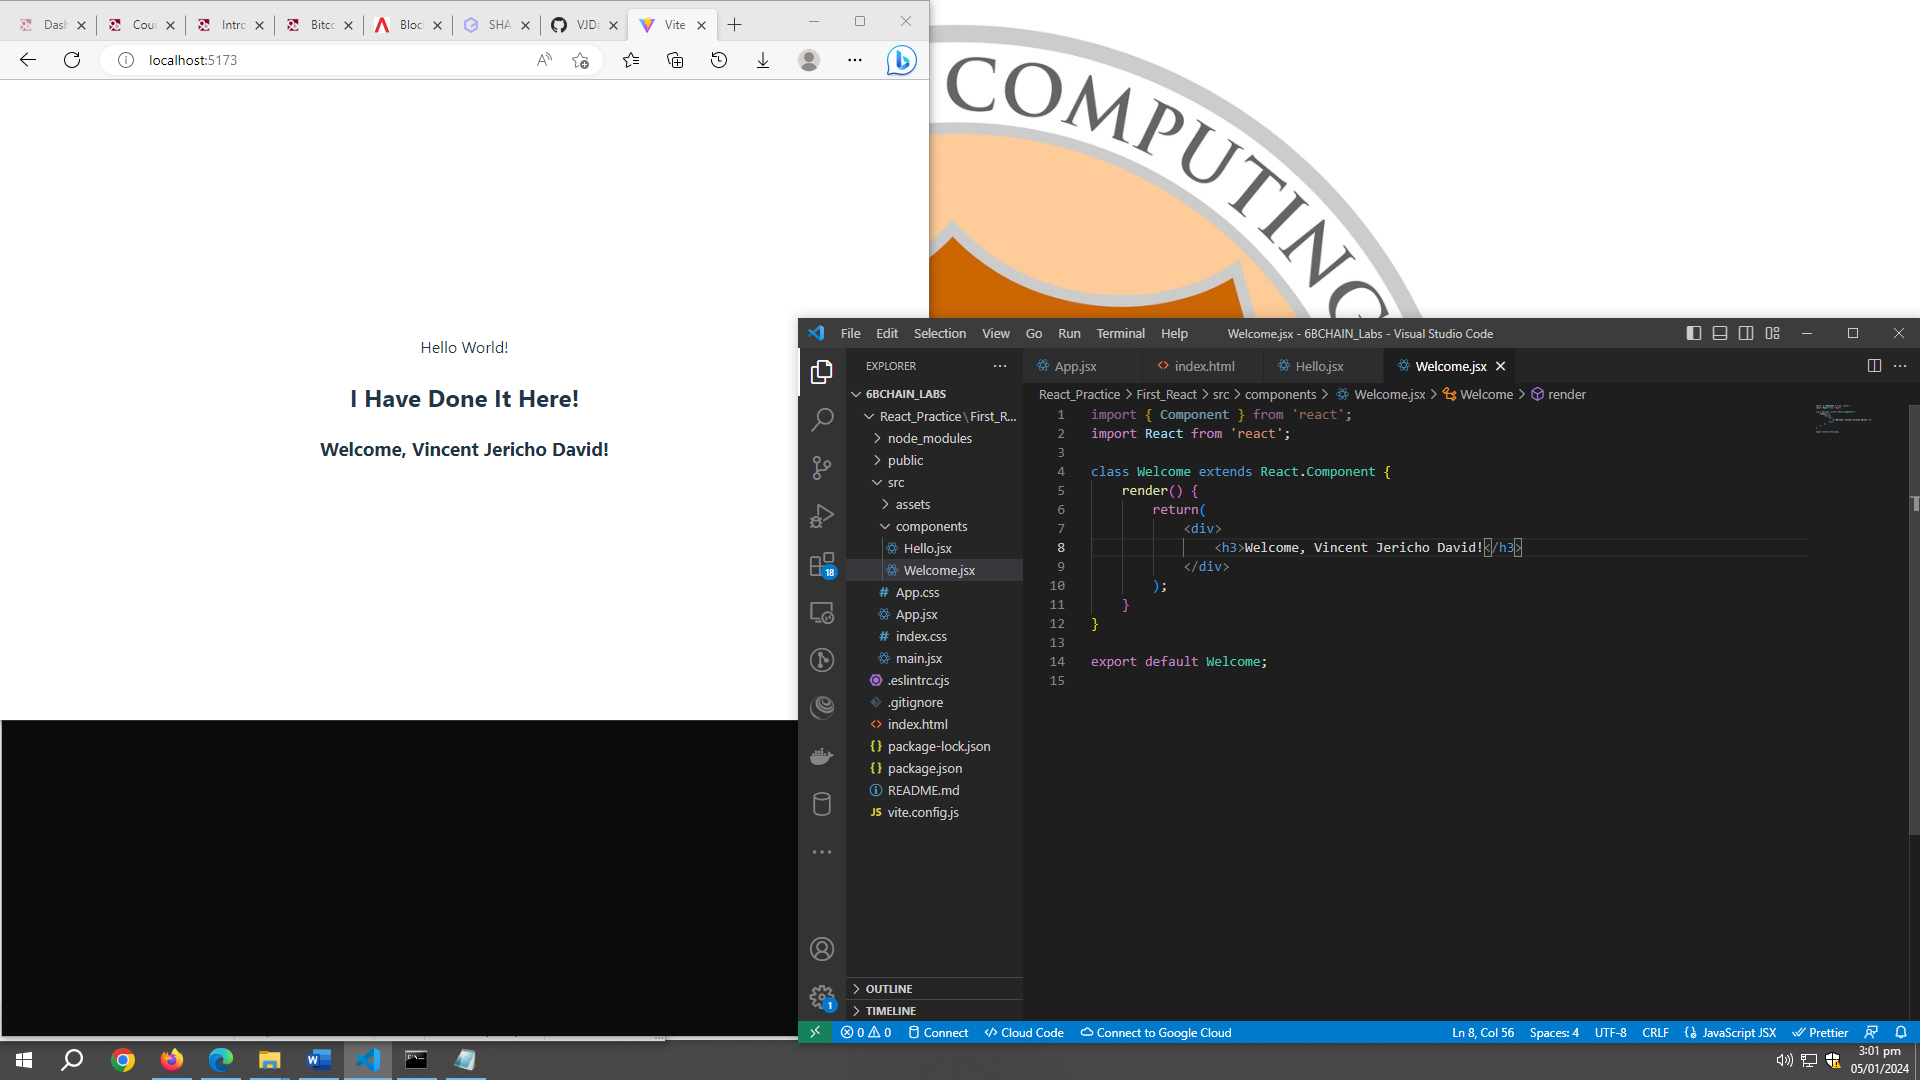 Dash
Cour
Intro
Bitco
Bloc
SHA
VJDa
Vite
localhost:5173
Hello World!
I Have Done It Here!
Welcome, Vincent Jericho David!
COMPUTING
File Edit Selection View Go Run Terminal Help
Welcome.jsx - 6BCHAIN_Labs - Visual Studio Code
EXPLORER
App.jsx
index.html
Hello.jsx
Welcome.jsx
React_Practice > First_React > src > components > Welcome.jsx > Welcome > render
6BCHAIN_LABS
React_Practice\First_R...
node_modules
public
src
assets
components
Hello.jsx
Welcome.jsx
App.css
App.jsx
index.css
main.jsx
.eslintrc.cjs
.gitignore
index.html
package-lock.json
package.json
README.md
vite.config.js
OUTLINE
TIMELINE
18
1
1 import { Component } from 'react';
2 import React from 'react';
3
4 class Welcome extends React.Component {
5 render() {
6 return(
7 <div>
8 <h3>Welcome, Vincent Jericho David!</h3>
9 </div>
10 );
11 }
12 }
13
14 export default Welcome;
15
0 0 Connect Cloud Code Connect to Google Cloud
Ln 8, Col 56 Spaces: 4 UTF-8 CRLF JavaScript JSX Prettier
3:01 pm
05/01/2024